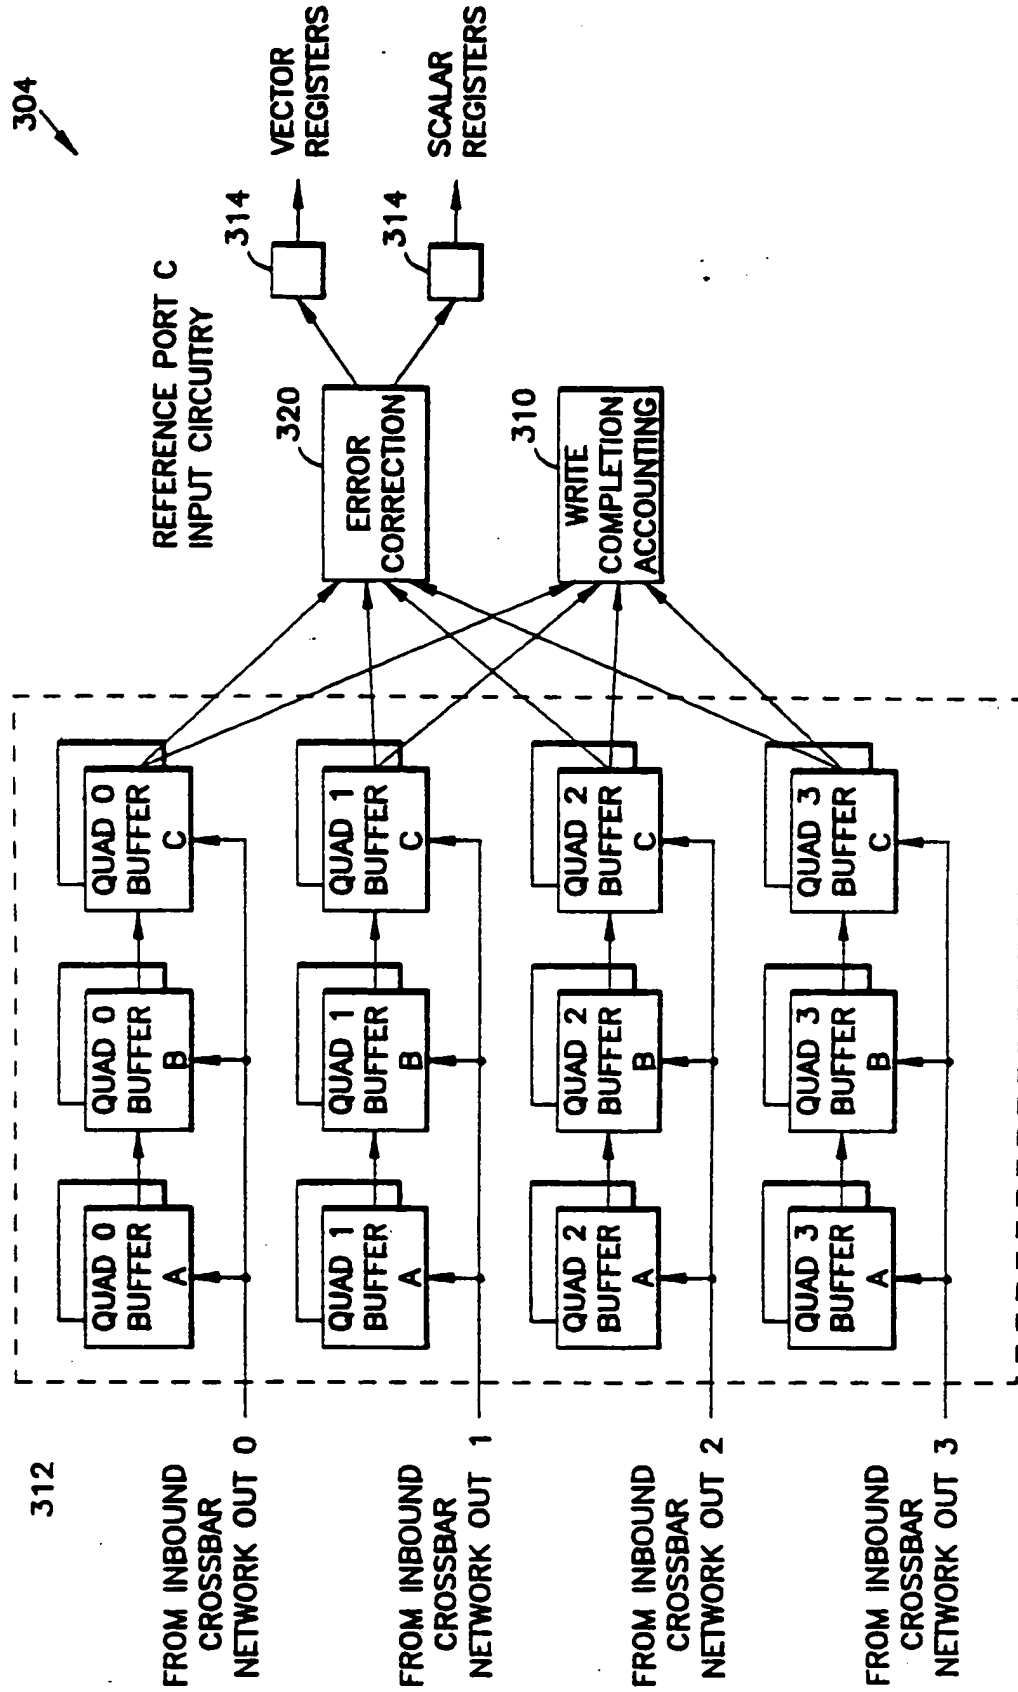 304
REFERENCE PORT C
INPUT CIRCUITRY
312
FROM INBOUND
CROSSBAR
NETWORK OUT 0
QUAD 0
BUFFER
A
QUAD 0
BUFFER
B
QUAD 0
BUFFER
C
FROM INBOUND
CROSSBAR
NETWORK OUT 1
QUAD 1
BUFFER
A
QUAD 1
BUFFER
B
QUAD 1
BUFFER
C
FROM INBOUND
CROSSBAR
NETWORK OUT 2
QUAD 2
BUFFER
A
QUAD 2
BUFFER
B
QUAD 2
BUFFER
C
FROM INBOUND
CROSSBAR
NETWORK OUT 3
QUAD 3
BUFFER
A
QUAD 3
BUFFER
B
QUAD 3
BUFFER
C
320
ERROR
CORRECTION
310
WRITE
COMPLETION
ACCOUNTING
314
VECTOR
REGISTERS
314
SCALAR
REGISTERS